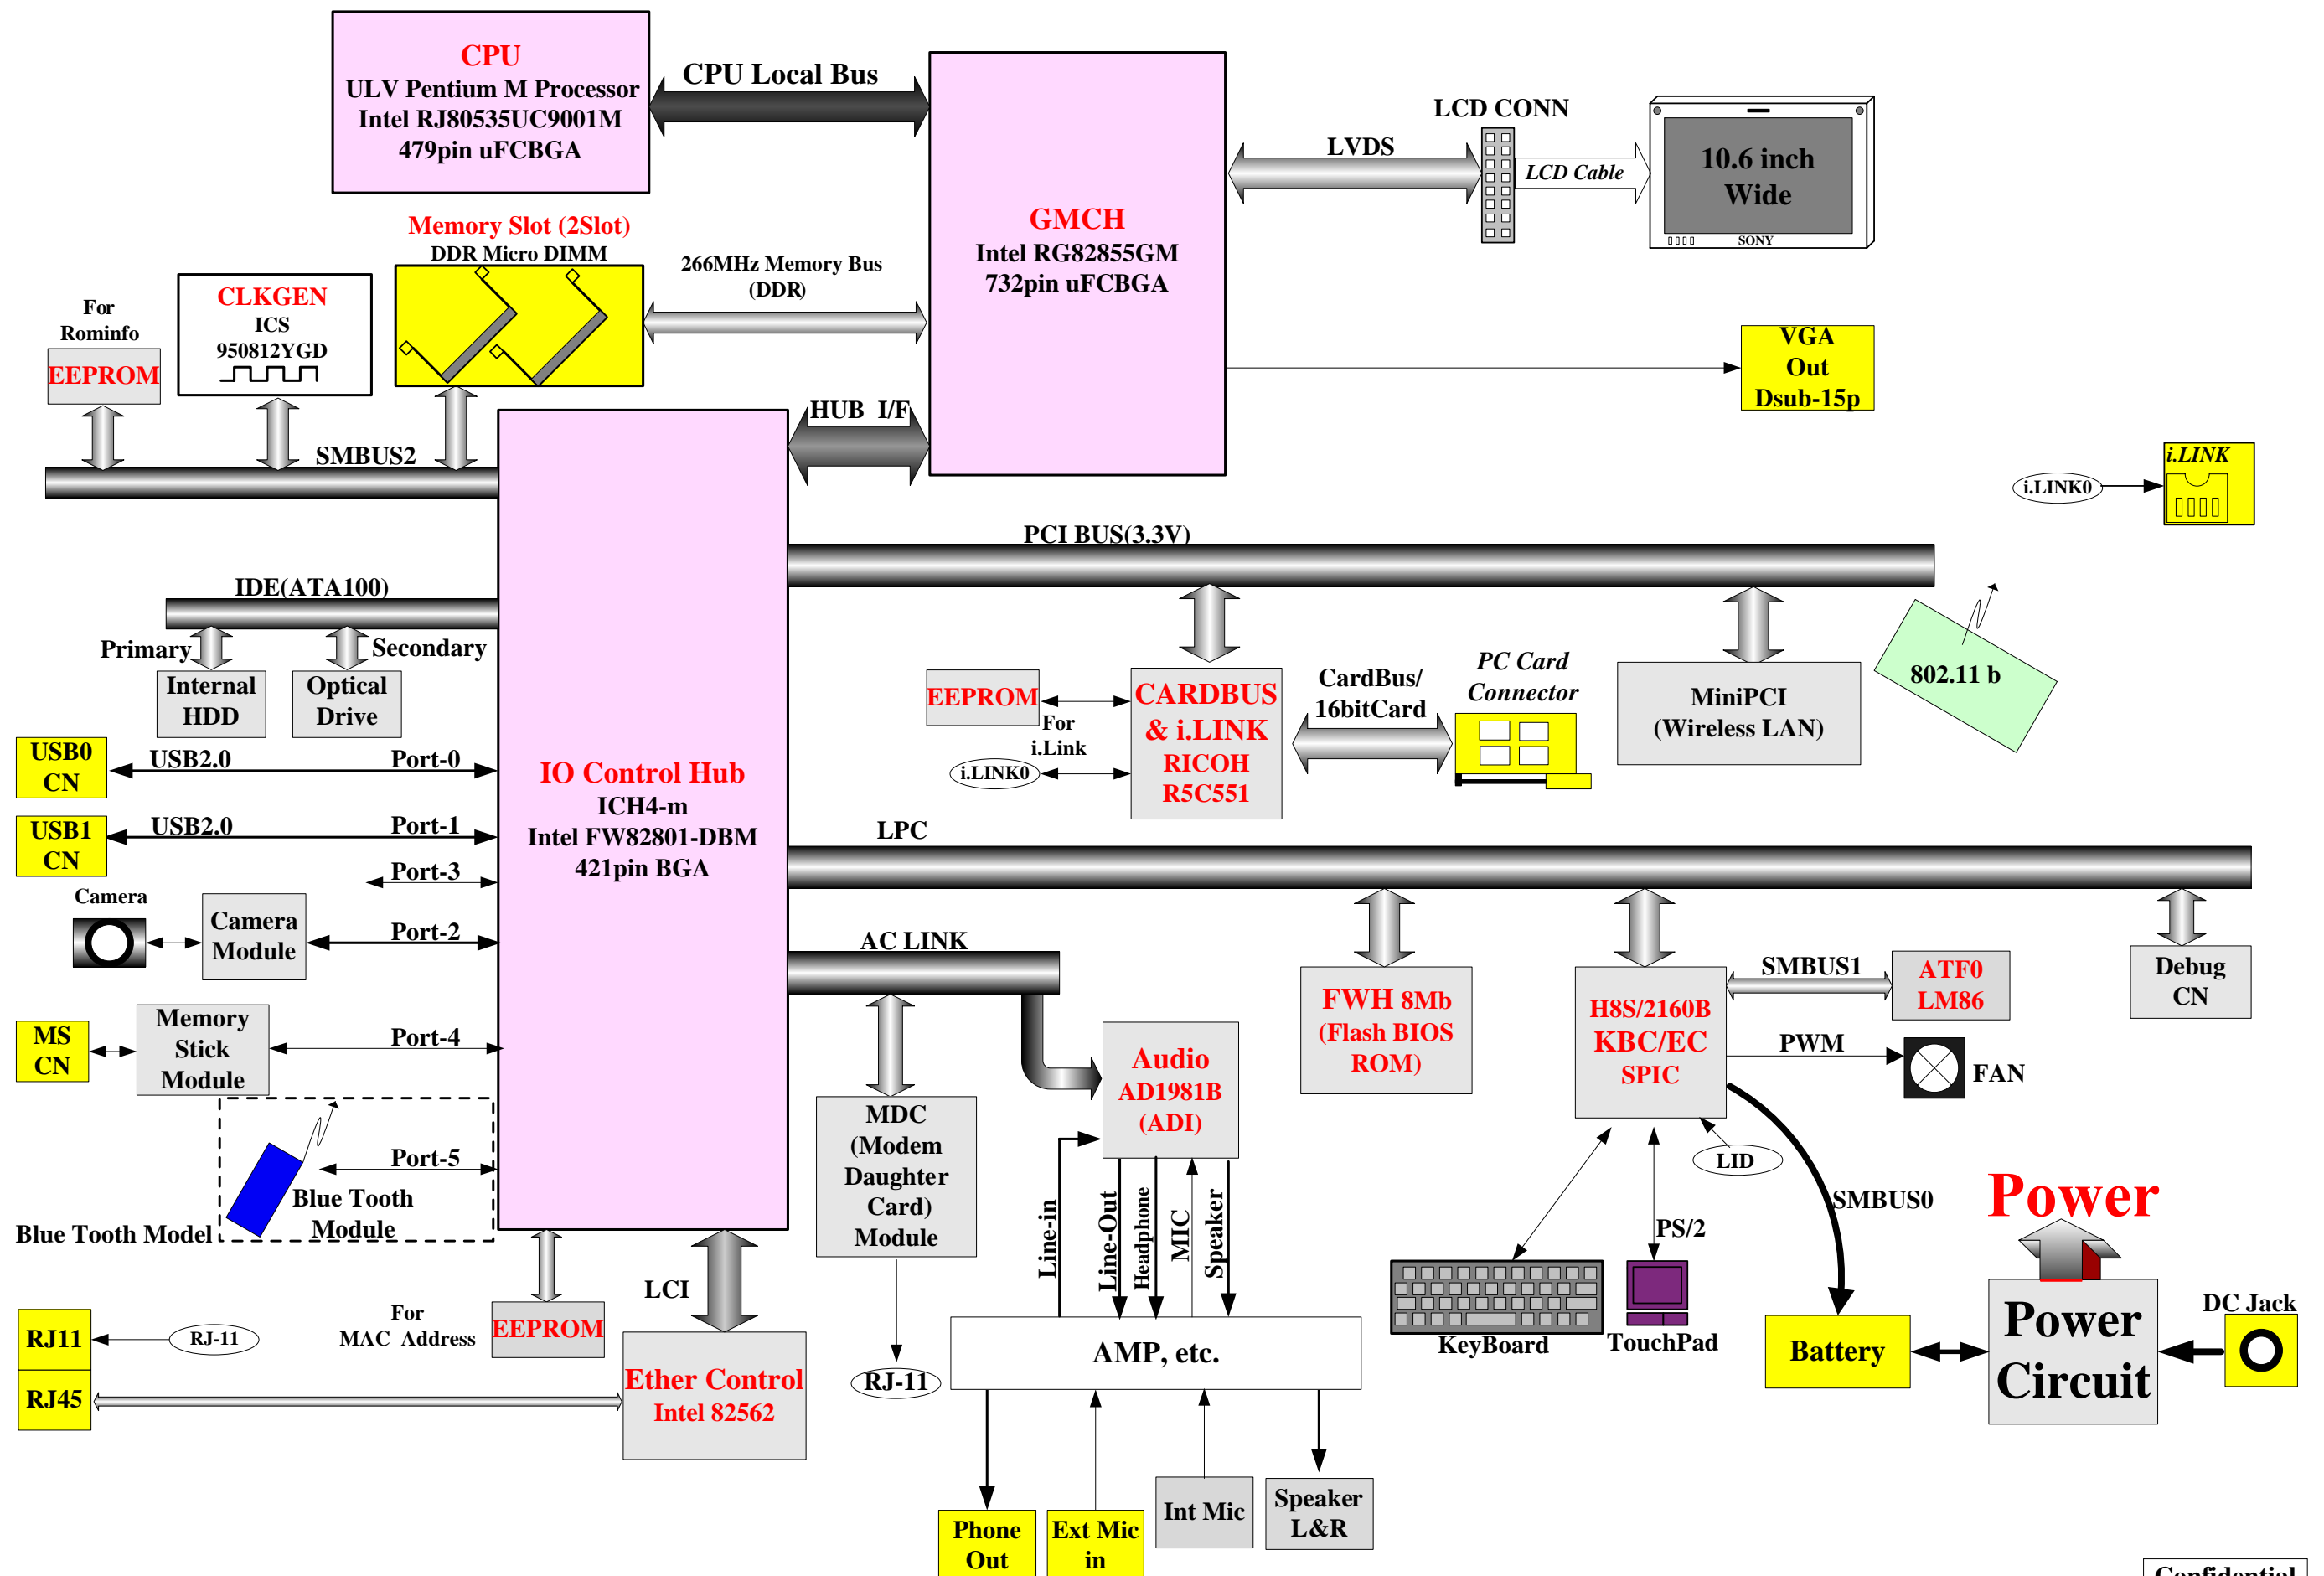 CPU
ULV Pentium M Processor
Intel RJ80535UC9001M
479pin uFCBGA
CPU Local Bus
GMCH
Intel RG82855GM
732pin uFCBGA
LVDS
LCD CONN
LCD Cable
10.6 inch
Wide
SONY
Memory Slot (2Slot)
DDR Micro DIMM
266MHz Memory Bus
(DDR)
For
Rominfo
EEPROM
CLKGEN
ICS
950812YGD
VGA
Out
Dsub-15p
HUB I/F
SMBUS2
i.LINK0
i.LINK
PCI BUS(3.3V)
IDE(ATA100)
Primary
Secondary
Internal
HDD
Optical
Drive
EEPROM
For
i.Link
i.LINK0
CARDBUS
& i.LINK
RICOH
R5C551
CardBus/
16bitCard
PC Card
Connector
MiniPCI
(Wireless LAN)
802.11 b
USB0
CN
USB2.0
Port-0
USB1
CN
USB2.0
Port-1
Port-3
Camera
Camera
Module
Port-2
IO Control Hub
ICH4-m
Intel FW82801-DBM
421pin BGA
LPC
AC LINK
MS
CN
Memory
Stick
Module
Port-4
Port-5
Blue Tooth
Module
Blue Tooth Model
MDC
(Modem
Daughter
Card)
Module
Audio
AD1981B
(ADI)
FWH 8Mb
(Flash BIOS
ROM)
H8S/2160B
KBC/EC
SPIC
SMBUS1
ATF0
LM86
PWM
FAN
Debug
CN
LID
SMBUS0
PS/2
KeyBoard
TouchPad
Line-in
Line-Out
Headphone
MIC
Speaker
Power
Power
Circuit
DC Jack
Battery
LCI
For
MAC Address
EEPROM
RJ11
RJ-11
RJ45
Ether Control
Intel 82562
RJ-11
AMP, etc.
Phone
Out
Ext Mic
in
Int Mic
Speaker
L&R
Confidential